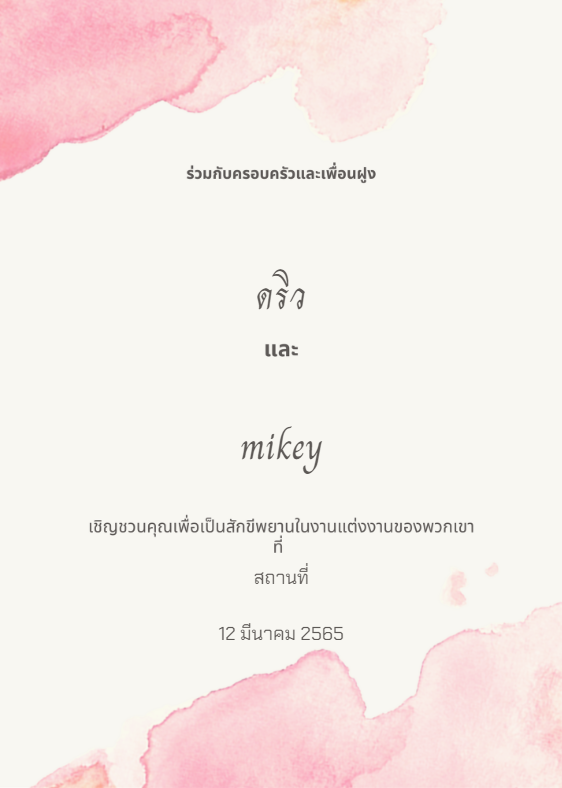 ร่วมกับครอบครัวและเพื่อนฝูง
ดริว
และ
mikey
เชิญชวนคุณเพื่อเป็นสักขีพยานในงานแต่งงานของพวกเขา
ที่
สถานที่
12 มีนาคม 2565